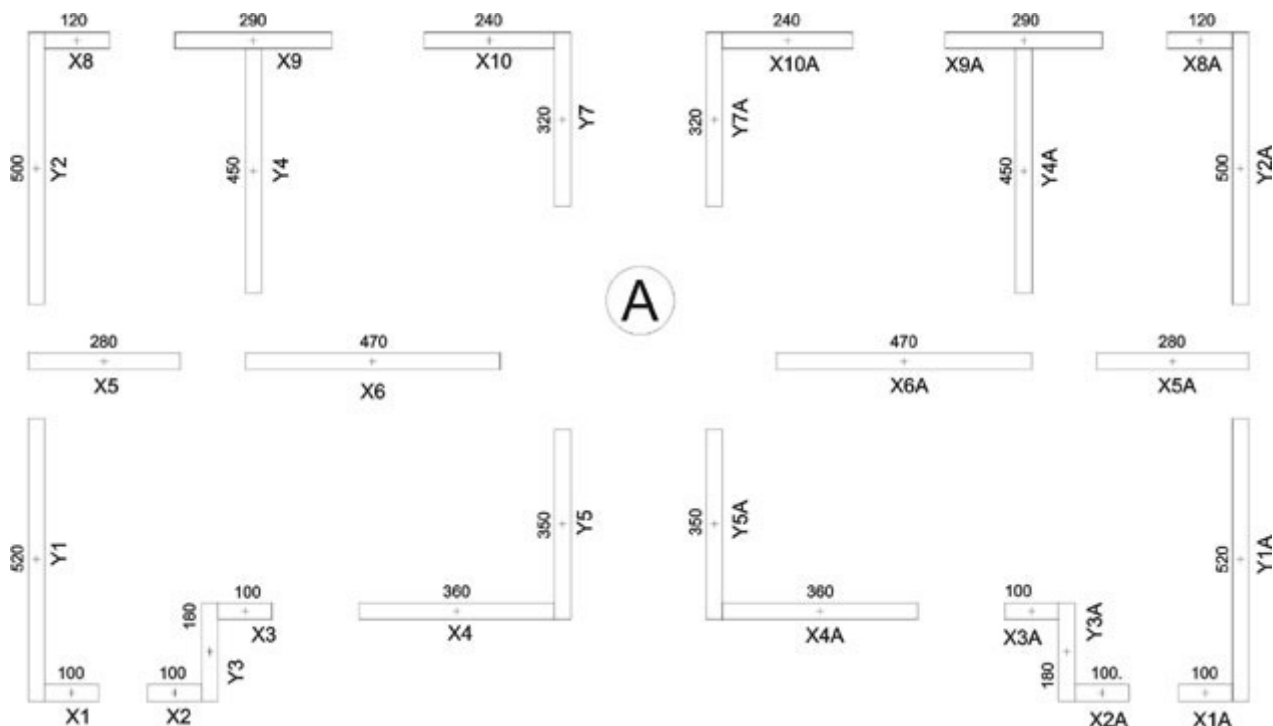 120 290 240 240 290 120
X8 X9 X10 X10A X9A X8A
500 Y2 450 Y4 320 Y7 320 Y7A 450 Y4A 500 Y2A
A
280 470 470 280
X5 X6 X6A X5A
520 Y1 350 Y5 350 Y5A 520 Y1A
180 100 360 360 100
X3 X4 X4A X3A Y3A
100 100 Y3 180 100. 100
X1 X2 X2A X1A